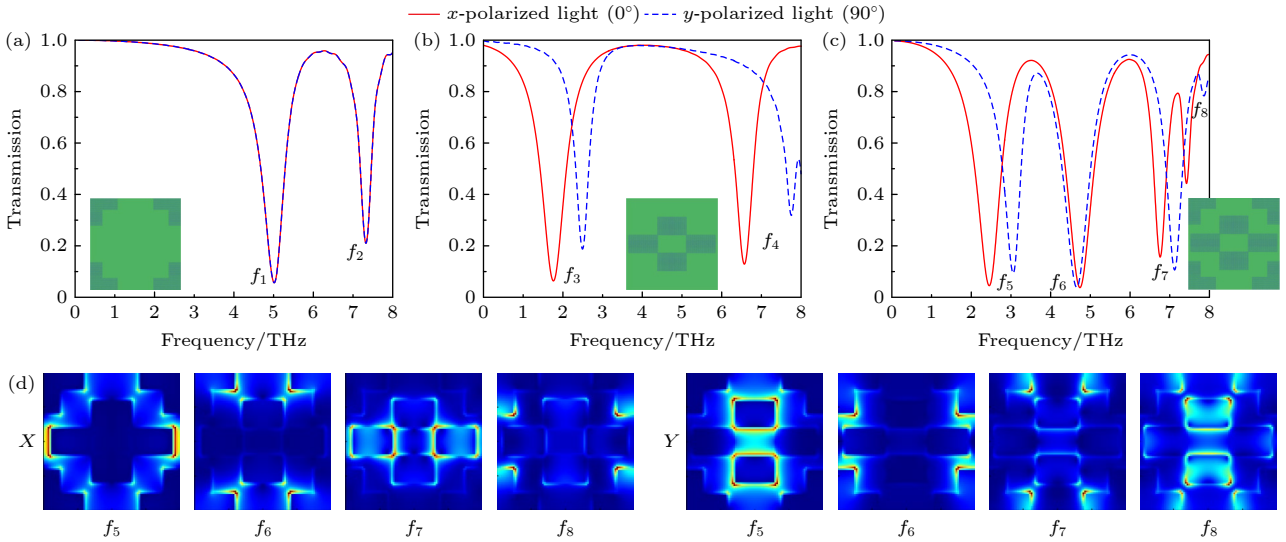 x-polarized light (0°) y-polarized light (90°)
(a) (b) (c)
1.0 1.0 1.0
0.8 0.8 0.8
0.6 0.6 0.6
0.4 0.4 0.4
0.2 0.2 0.2
0 0 0
Transmission Transmission Transmission
f1 f2 f3 f4 f5 f6 f7 f8
0 1 2 3 4 5 6 7 8 0 1 2 3 4 5 6 7 8 0 1 2 3 4 5 6 7 8
Frequency/THz Frequency/THz Frequency/THz
(d)
X Y
f5 f6 f7 f8 f5 f6 f7 f8